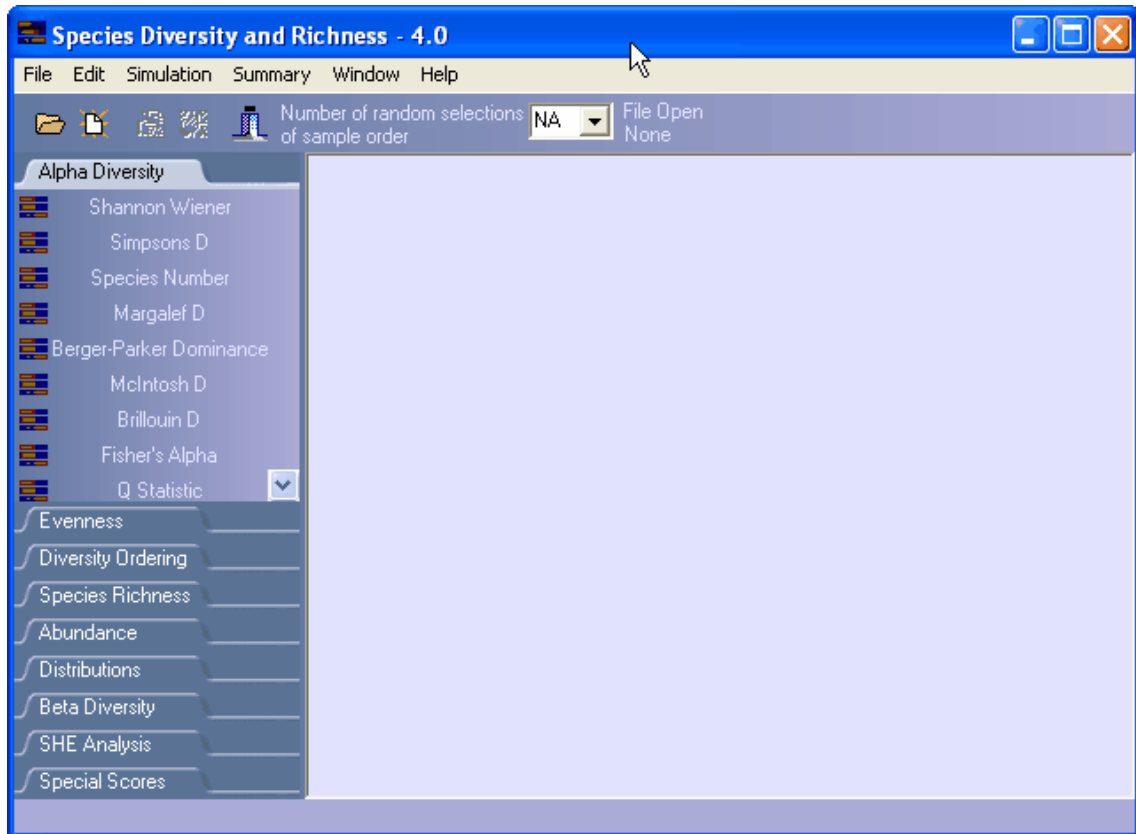 Species Diversity and Richness - 4.0
File Edit Simulation Summary Window Help
Number of random selections
of sample order
NA
File Open
None
Alpha Diversity
Shannon Wiener
Simpsons D
Species Number
Margalef D
Berger-Parker Dominance
McIntosh D
Brillouin D
Fisher's Alpha
Q Statistic
Evenness
Diversity Ordering
Species Richness
Abundance
Distributions
Beta Diversity
SHE Analysis
Special Scores